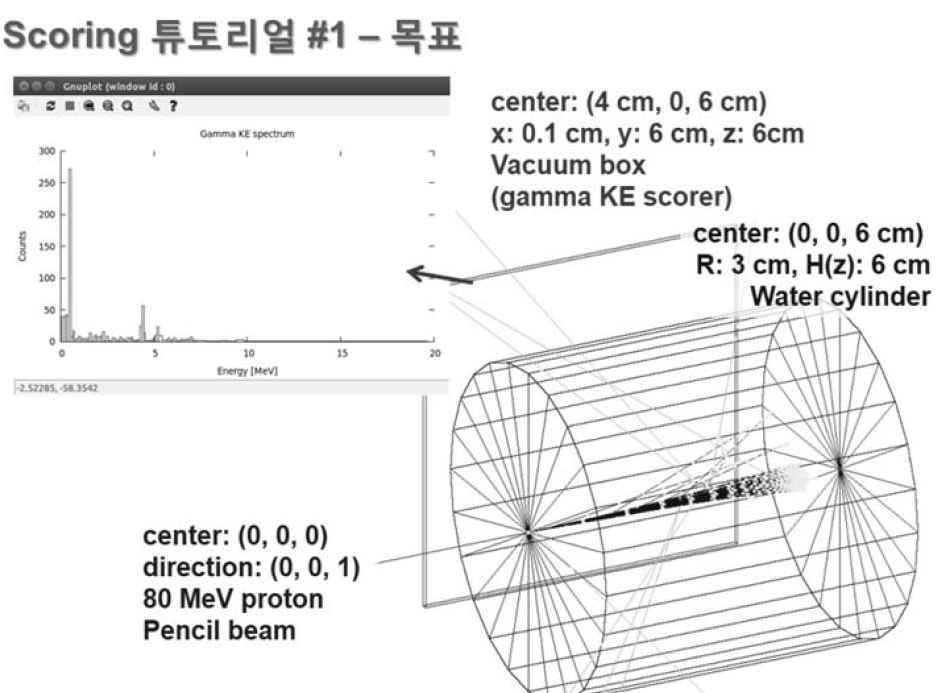 Scoring 튜토리얼 #1 – 목표
Gnuplot (window id : 0)
Gamma KE spectrum
300
250
200
150
100
50
0
Counts
0 5 10 15 20
Energy [MeV]
-2.52285, -58.3542
center: (4 cm, 0, 6 cm)
x: 0.1 cm, y: 6 cm, z: 6cm
Vacuum box
(gamma KE scorer)
center: (0, 0, 6 cm)
R: 3 cm, H(z): 6 cm
Water cylinder
center: (0, 0, 0)
direction: (0, 0, 1)
80 MeV proton
Pencil beam